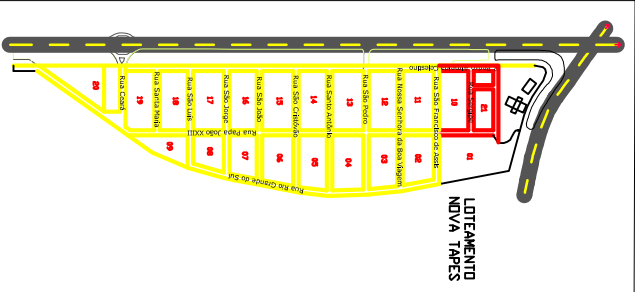 Celestino
20
Rua Ceará
19
Rua Santa Maria
18
Rua São Luis
17
Rua São Jorge
16
Rua São João
15
Rua São Cristóvão
14
Rua Santo Antônio
13
Rua São Pedro
12
Rua Nossa Senhora da Boa Viagem
11
Rua São Francisco de Assis
10
21
Rua Papa João XXIII
09
08
07
06
05
04
03
02
01
Rua Rio Grande do Sul
LOTEAMENTO
NOVA TAPES